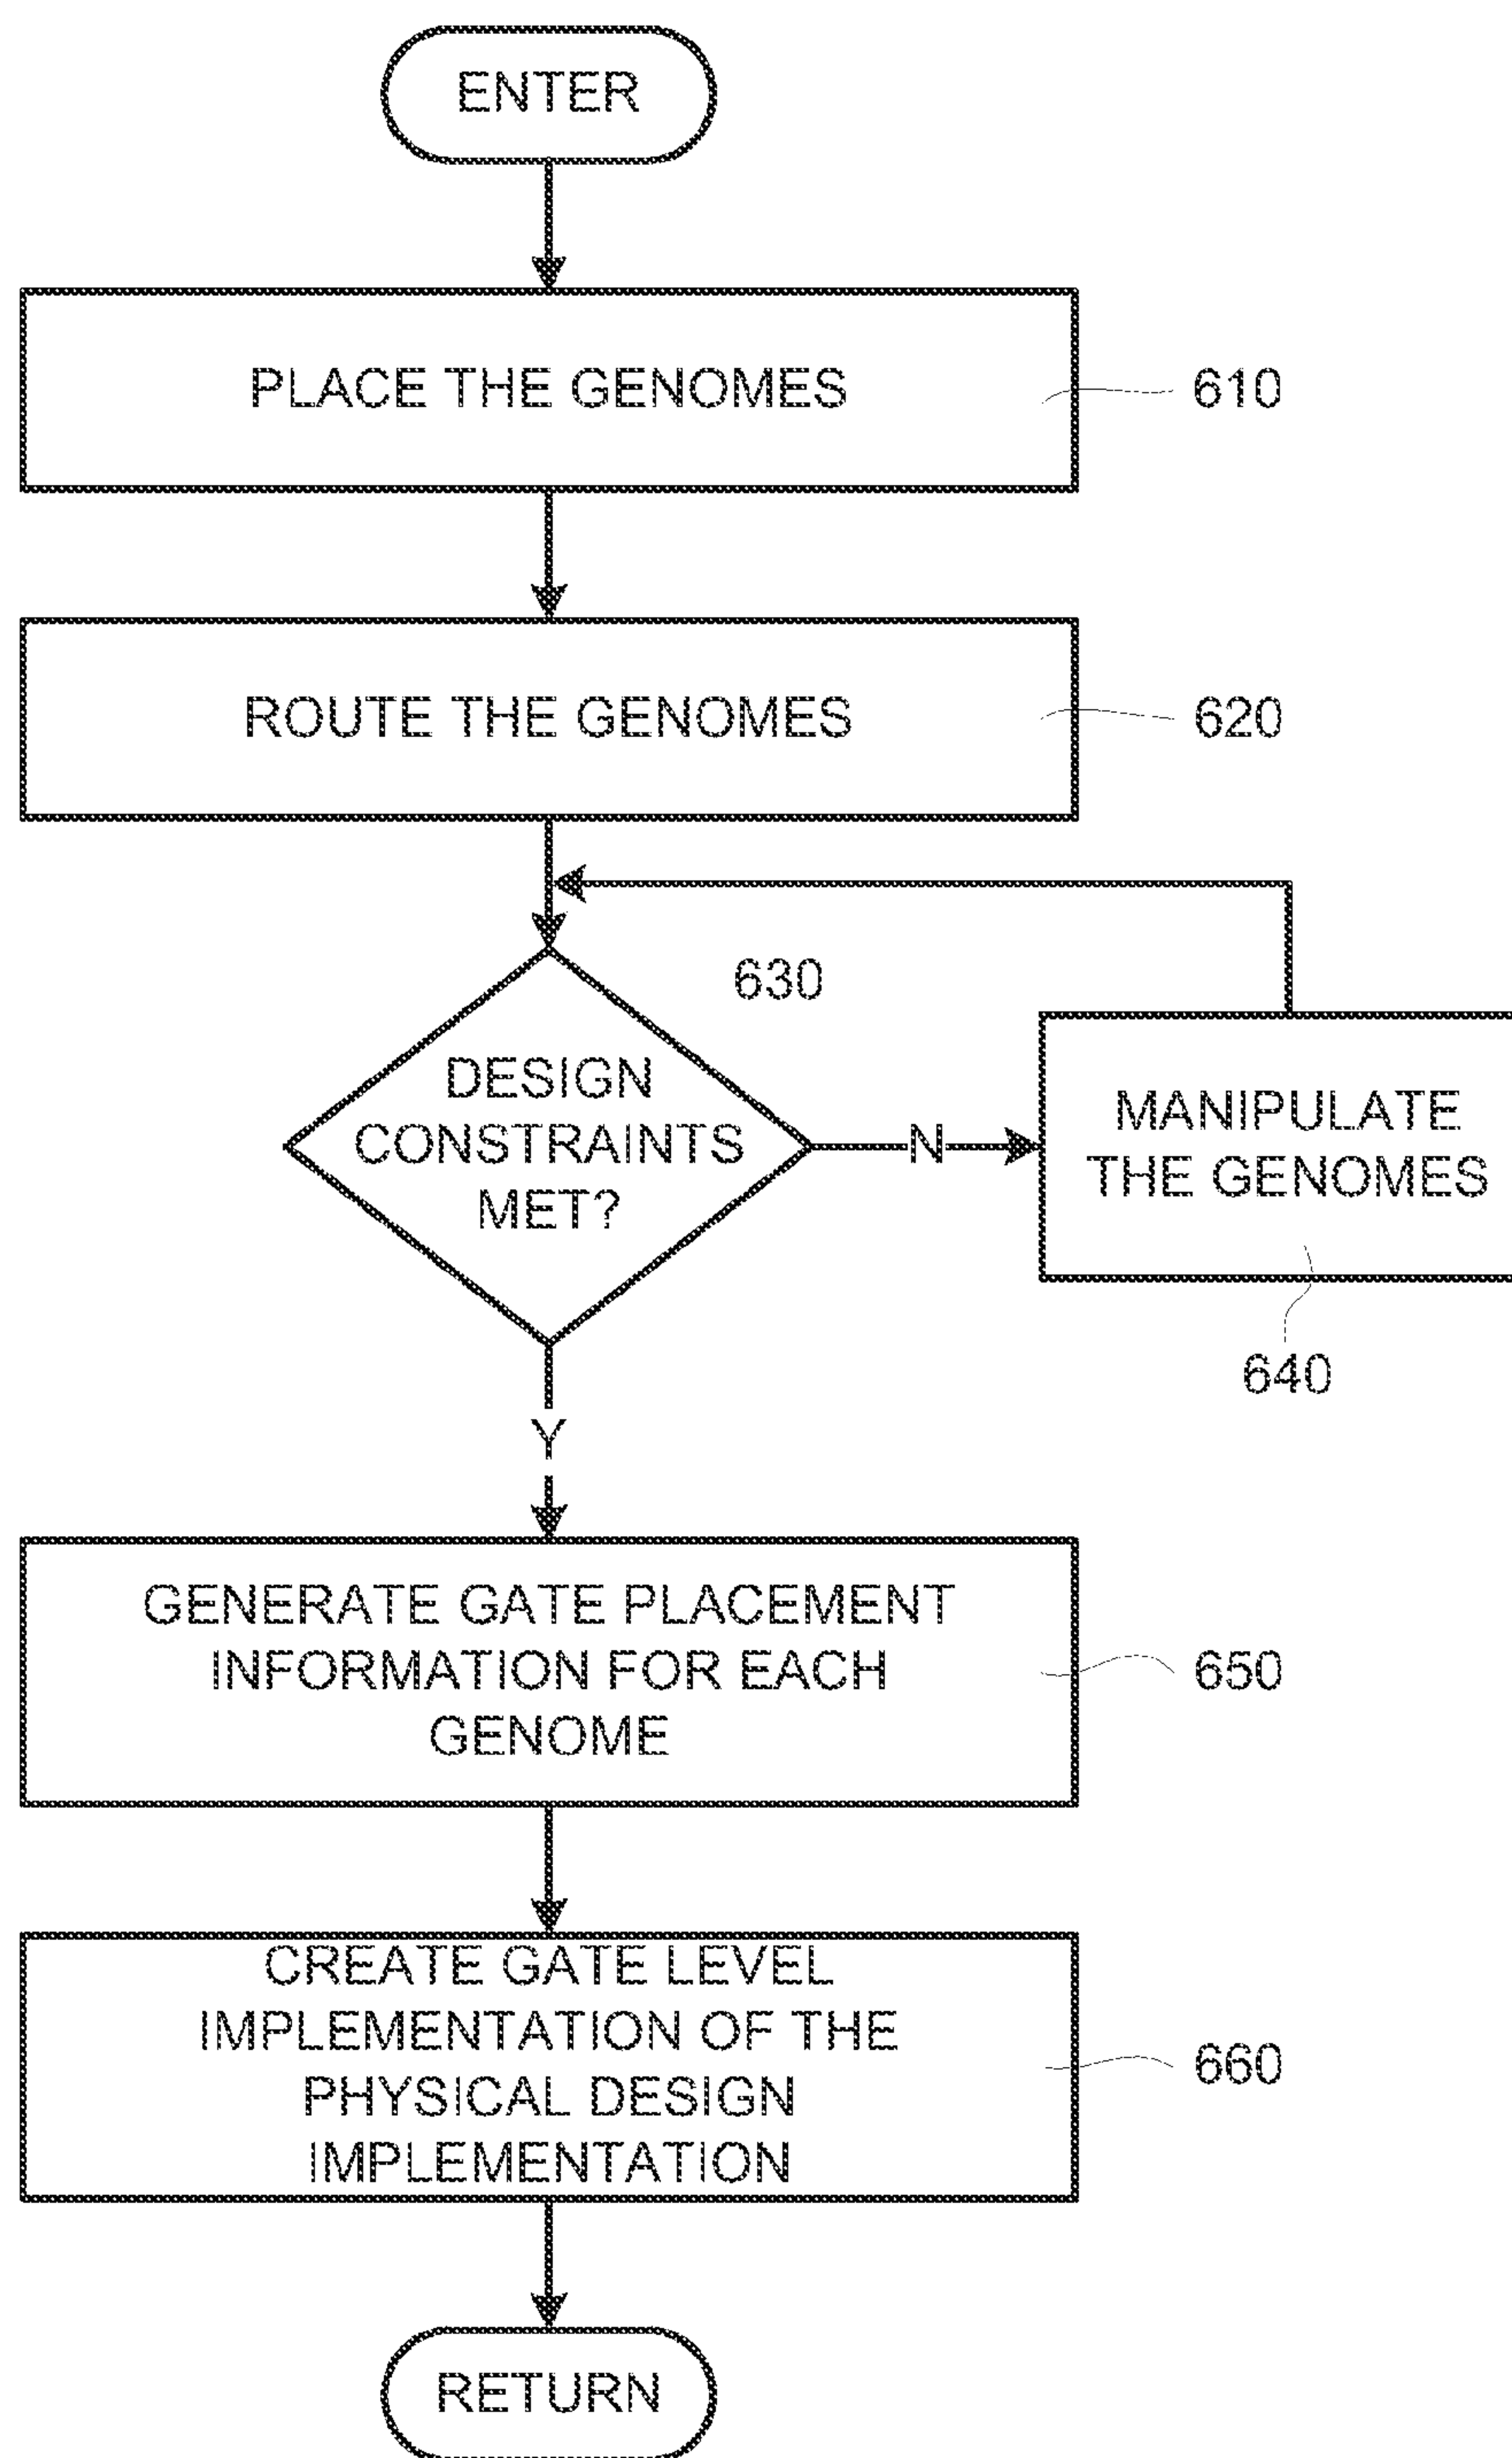 ENTER
PLACE THE GENOMES
610
ROUTE THE GENOMES
620
630
DESIGN
CONSTRAINTS
MET?
N
MANIPULATE
THE GENOMES
640
Y
GENERATE GATE PLACEMENT
INFORMATION FOR EACH
GENOME
650
CREATE GATE LEVEL
IMPLEMENTATION OF THE
PHYSICAL DESIGN
IMPLEMENTATION
660
RETURN